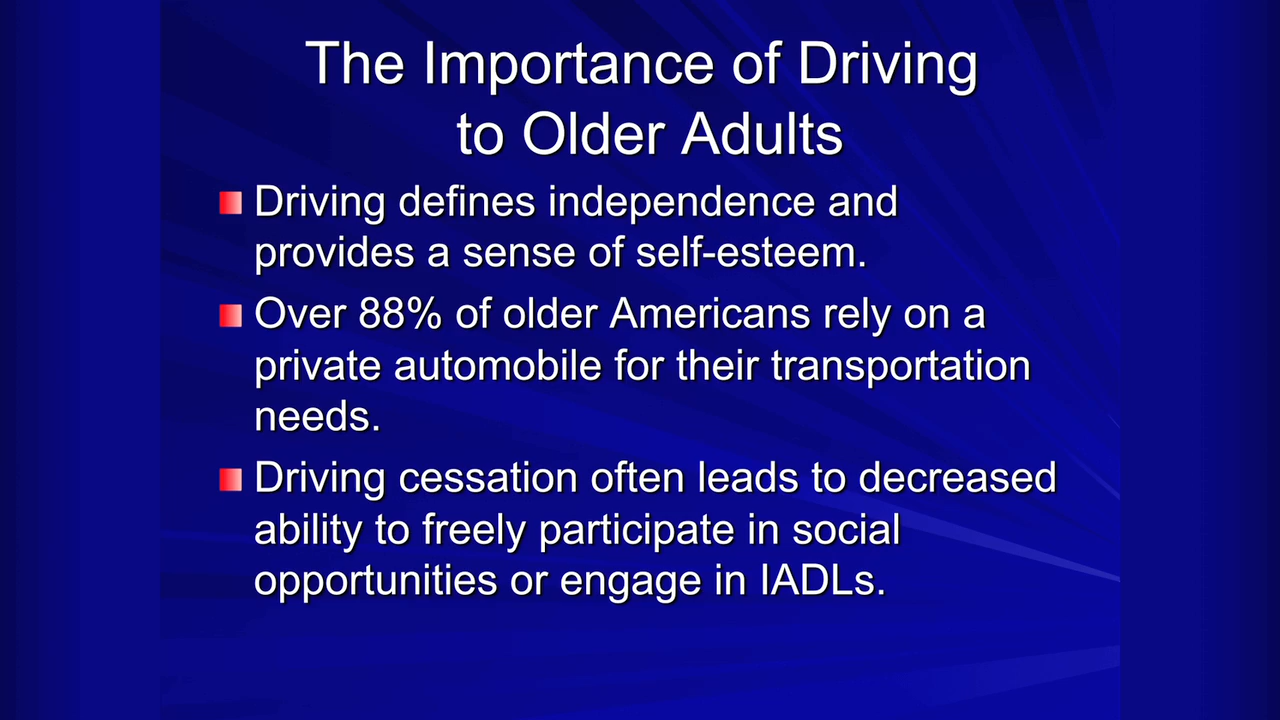 The Importance of Driving
to Older Adults
Driving defines independence and
provides a sense of self-esteem.
Over 88% of older Americans rely on a
private automobile for their transportation
needs.
Driving cessation often leads to decreased
ability to freely participate in social
opportunities or engage in IADLs.